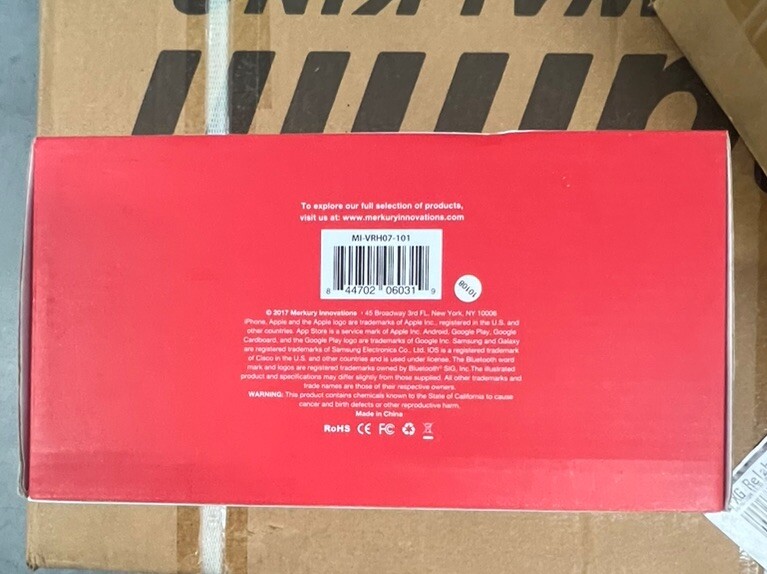 To explore our full selection of products,
visit us at: www.merkuryinnovations.com
MI-VRH07-101
8 44702 06031 9
10108
© 2017 Merkury Innovations • 45 Broadway 3rd FL, New York, NY 10006
iPhone, Apple and the Apple logo are trademarks of Apple Inc., registered in the U.S. and
other countries. App Store is a service mark of Apple Inc. Android, Google Play, Google
Cardboard, and the Google Play logo are trademarks of Google Inc. Samsung and Galaxy
are registered trademarks of Samsung Electronics Co., Ltd. IOS is a registered trademark
of Cisco in the U.S. and other countries and is used under license. The Bluetooth word
mark and logos are registered trademarks owned by Bluetooth® SIG, Inc.The illustrated
product and specifications may differ slightly from those supplied. All other trademarks and
trade names are those of their respective owners.
WARNING: This product contains chemicals known to the State of California to cause
cancer and birth defects or other reproductive harm.
Made in China
RoHS CE FC